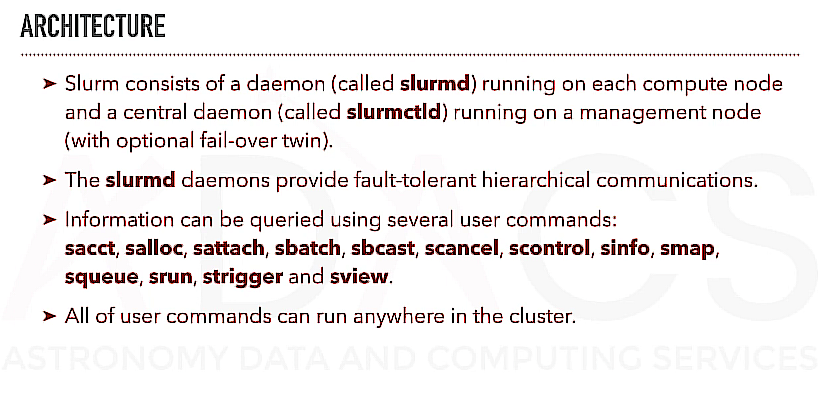 ARCHITECTURE
➤ Slurm consists of a daemon (called slurmd) running on each compute node
and a central daemon (called slurmctld) running on a management node
(with optional fail-over twin).
➤ The slurmd daemons provide fault-tolerant hierarchical communications.
➤ Information can be queried using several user commands:
sacct, salloc, sattach, sbatch, sbcast, scancel, scontrol, sinfo, smap,
squeue, srun, strigger and sview.
➤ All of user commands can run anywhere in the cluster.
ADACS
ASTRONOMY DATA AND COMPUTING SERVICES